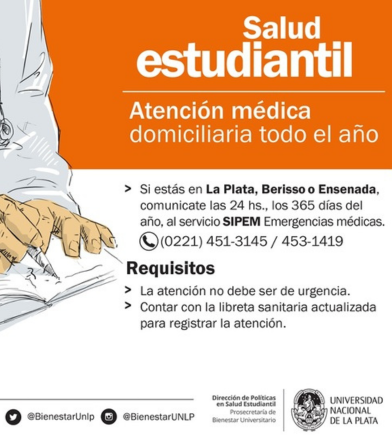 Salud
estudiantil
Atención médica
domiciliaria todo el año
> Si estás en La Plata, Berisso o Ensenada,
comunicate las 24 hs., los 365 días del
año, al servicio SIPEM Emergencias médicas.
(0221) 451-3145 / 453-1419
Requisitos
> La atención no debe ser de urgencia.
> Contar con la libreta sanitaria actualizada
para registrar la atención.
@BienestarUnlp @BienestarUNLP
Dirección de Políticas
en Salud Estudiantil
Prosecretaría de
Bienestar Universitario
UNIVERSIDAD
NACIONAL
DE LA PLATA